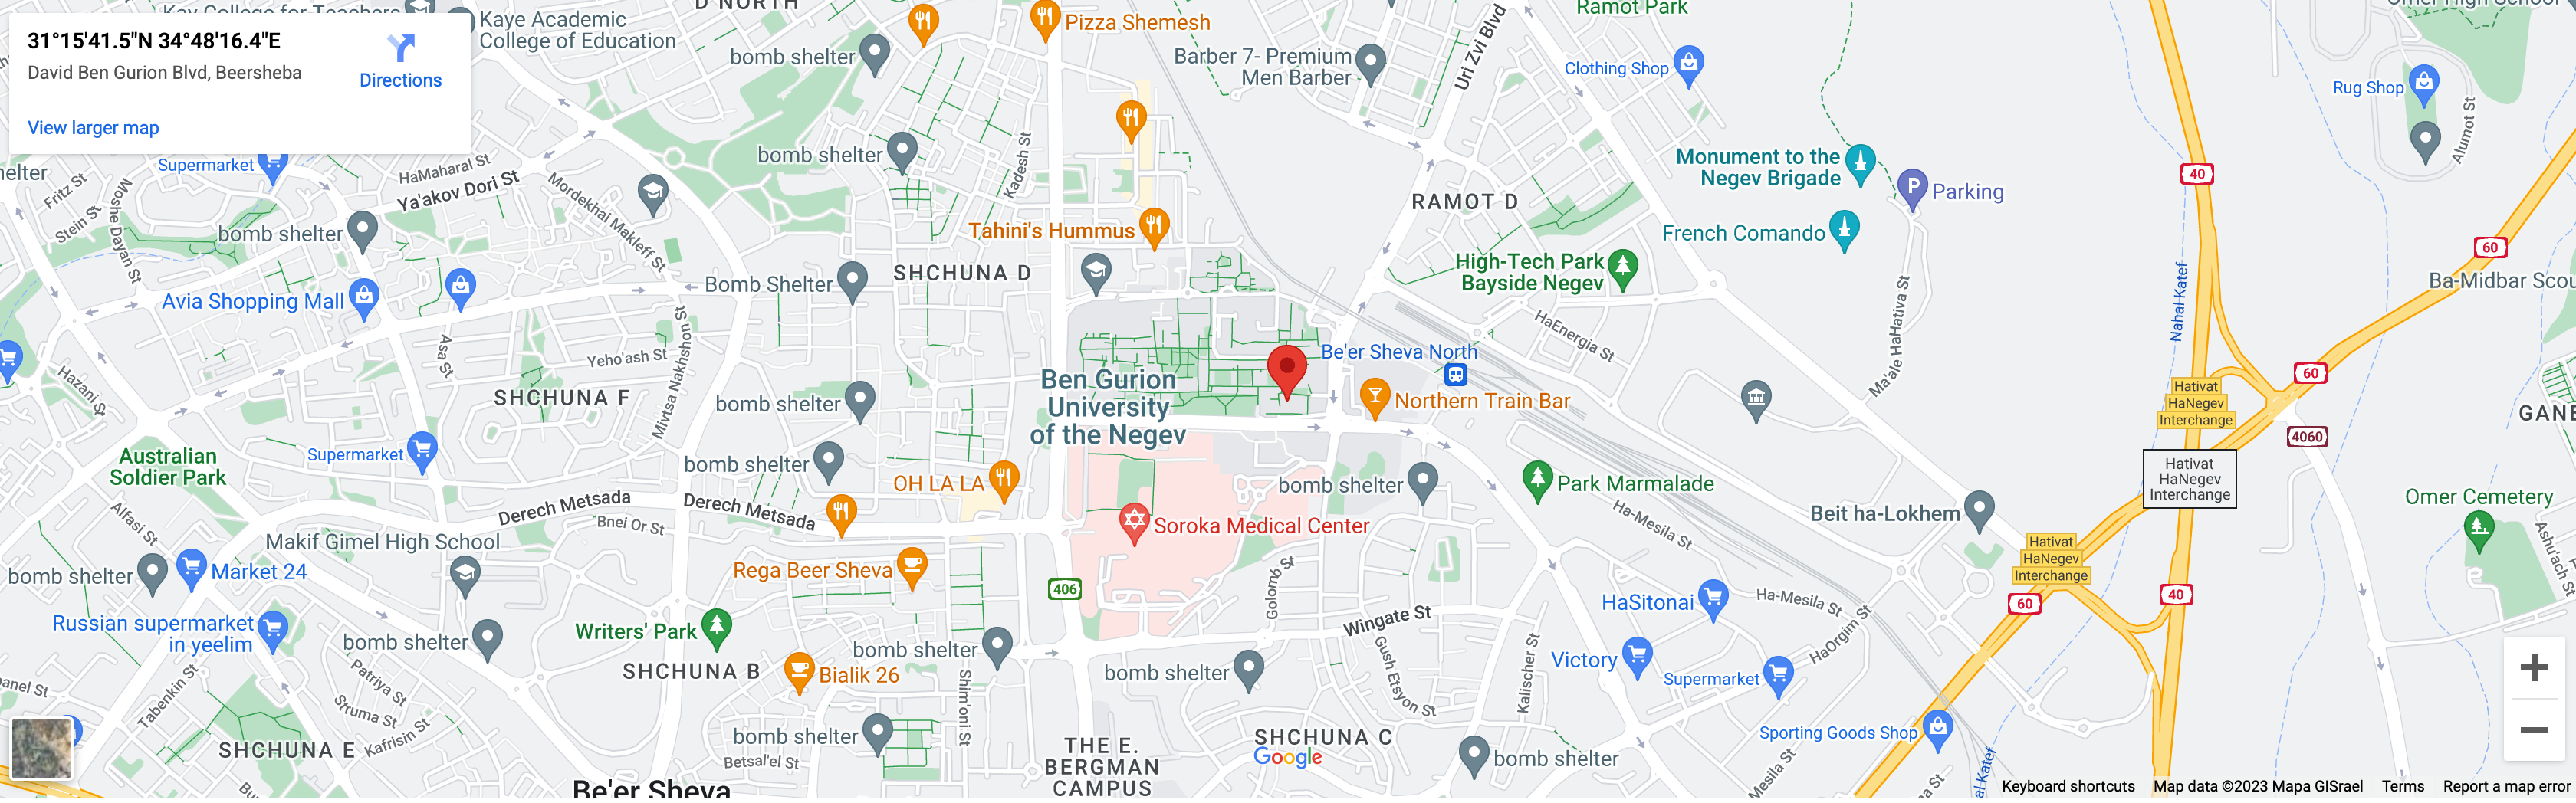 Kay College for Teachers
D NORTH
Kaye Academic
College of Education
Pizza Shemesh
Ramot Park
31°15'41.5"N 34°48'16.4"E
David Ben Gurion Blvd, Beersheba
Directions
View larger map
bomb shelter
Barber 7- Premium
Men Barber
Uri Zvi Blvd
Clothing Shop
Rug Shop
Alumot St
Supermarket
HaMaharal St
Ya'akov Dori St
Fritz St
Stein St
Moshe Dayan St
Mordekhai Makleff St
bomb shelter
Kadesh St
Monument to the
Negev Brigade
Parking
40
RAMOT D
French Comando
bomb shelter
Tahini's Hummus
SHCHUNA D
Bomb Shelter
High-Tech Park
Bayside Negev
Avia Shopping Mall
60
Nahal Katef
Ma'ale HaHativa St
HaEnergia St
Asa St
Yeho'ash St
Mivtsa Nakhshon St
Hazani St
SHCHUNA F
Be'er Sheva North
Ben Gurion
University
of the Negev
Northern Train Bar
bomb shelter
60
Hativat
HaNegev
Interchange
4060
Australian
Soldier Park
Supermarket
bomb shelter
OH LA LA
bomb shelter
Park Marmalade
Hativat
HaNegev
Interchange
Omer Cemetery
Derech Metsada
Derech Metsada
Bnei Or St
Alfasi St
Soroka Medical Center
Ha-Mesila St
Beit ha-Lokhem
Makif Gimel High School
Hativat
HaNegev
Interchange
Ashu'ach St
bomb shelter
Market 24
Rega Beer Sheva
406
Golomb St
HaSitonai
Ha-Mesila St
60
40
Russian supermarket
in yeelim
bomb shelter
Writers' Park
Wingate St
HaOrgim St
bomb shelter
SHCHUNA B
Bialik 26
bomb shelter
Gush Etsyon St
Kalischer St
Victory
Supermarket
Tabenkin St
Patriya St
Struma St
Kafrisin St
Shim'oni St
SHCHUNA E
bomb shelter
Betsal'el St
THE E.
BERGMAN
CAMPUS
SHCHUNA C
Google
bomb shelter
Sporting Goods Shop
Be'er Sheva
Keyboard shortcuts
Map data ©2023 Mapa GISrael
Terms
Report a map error